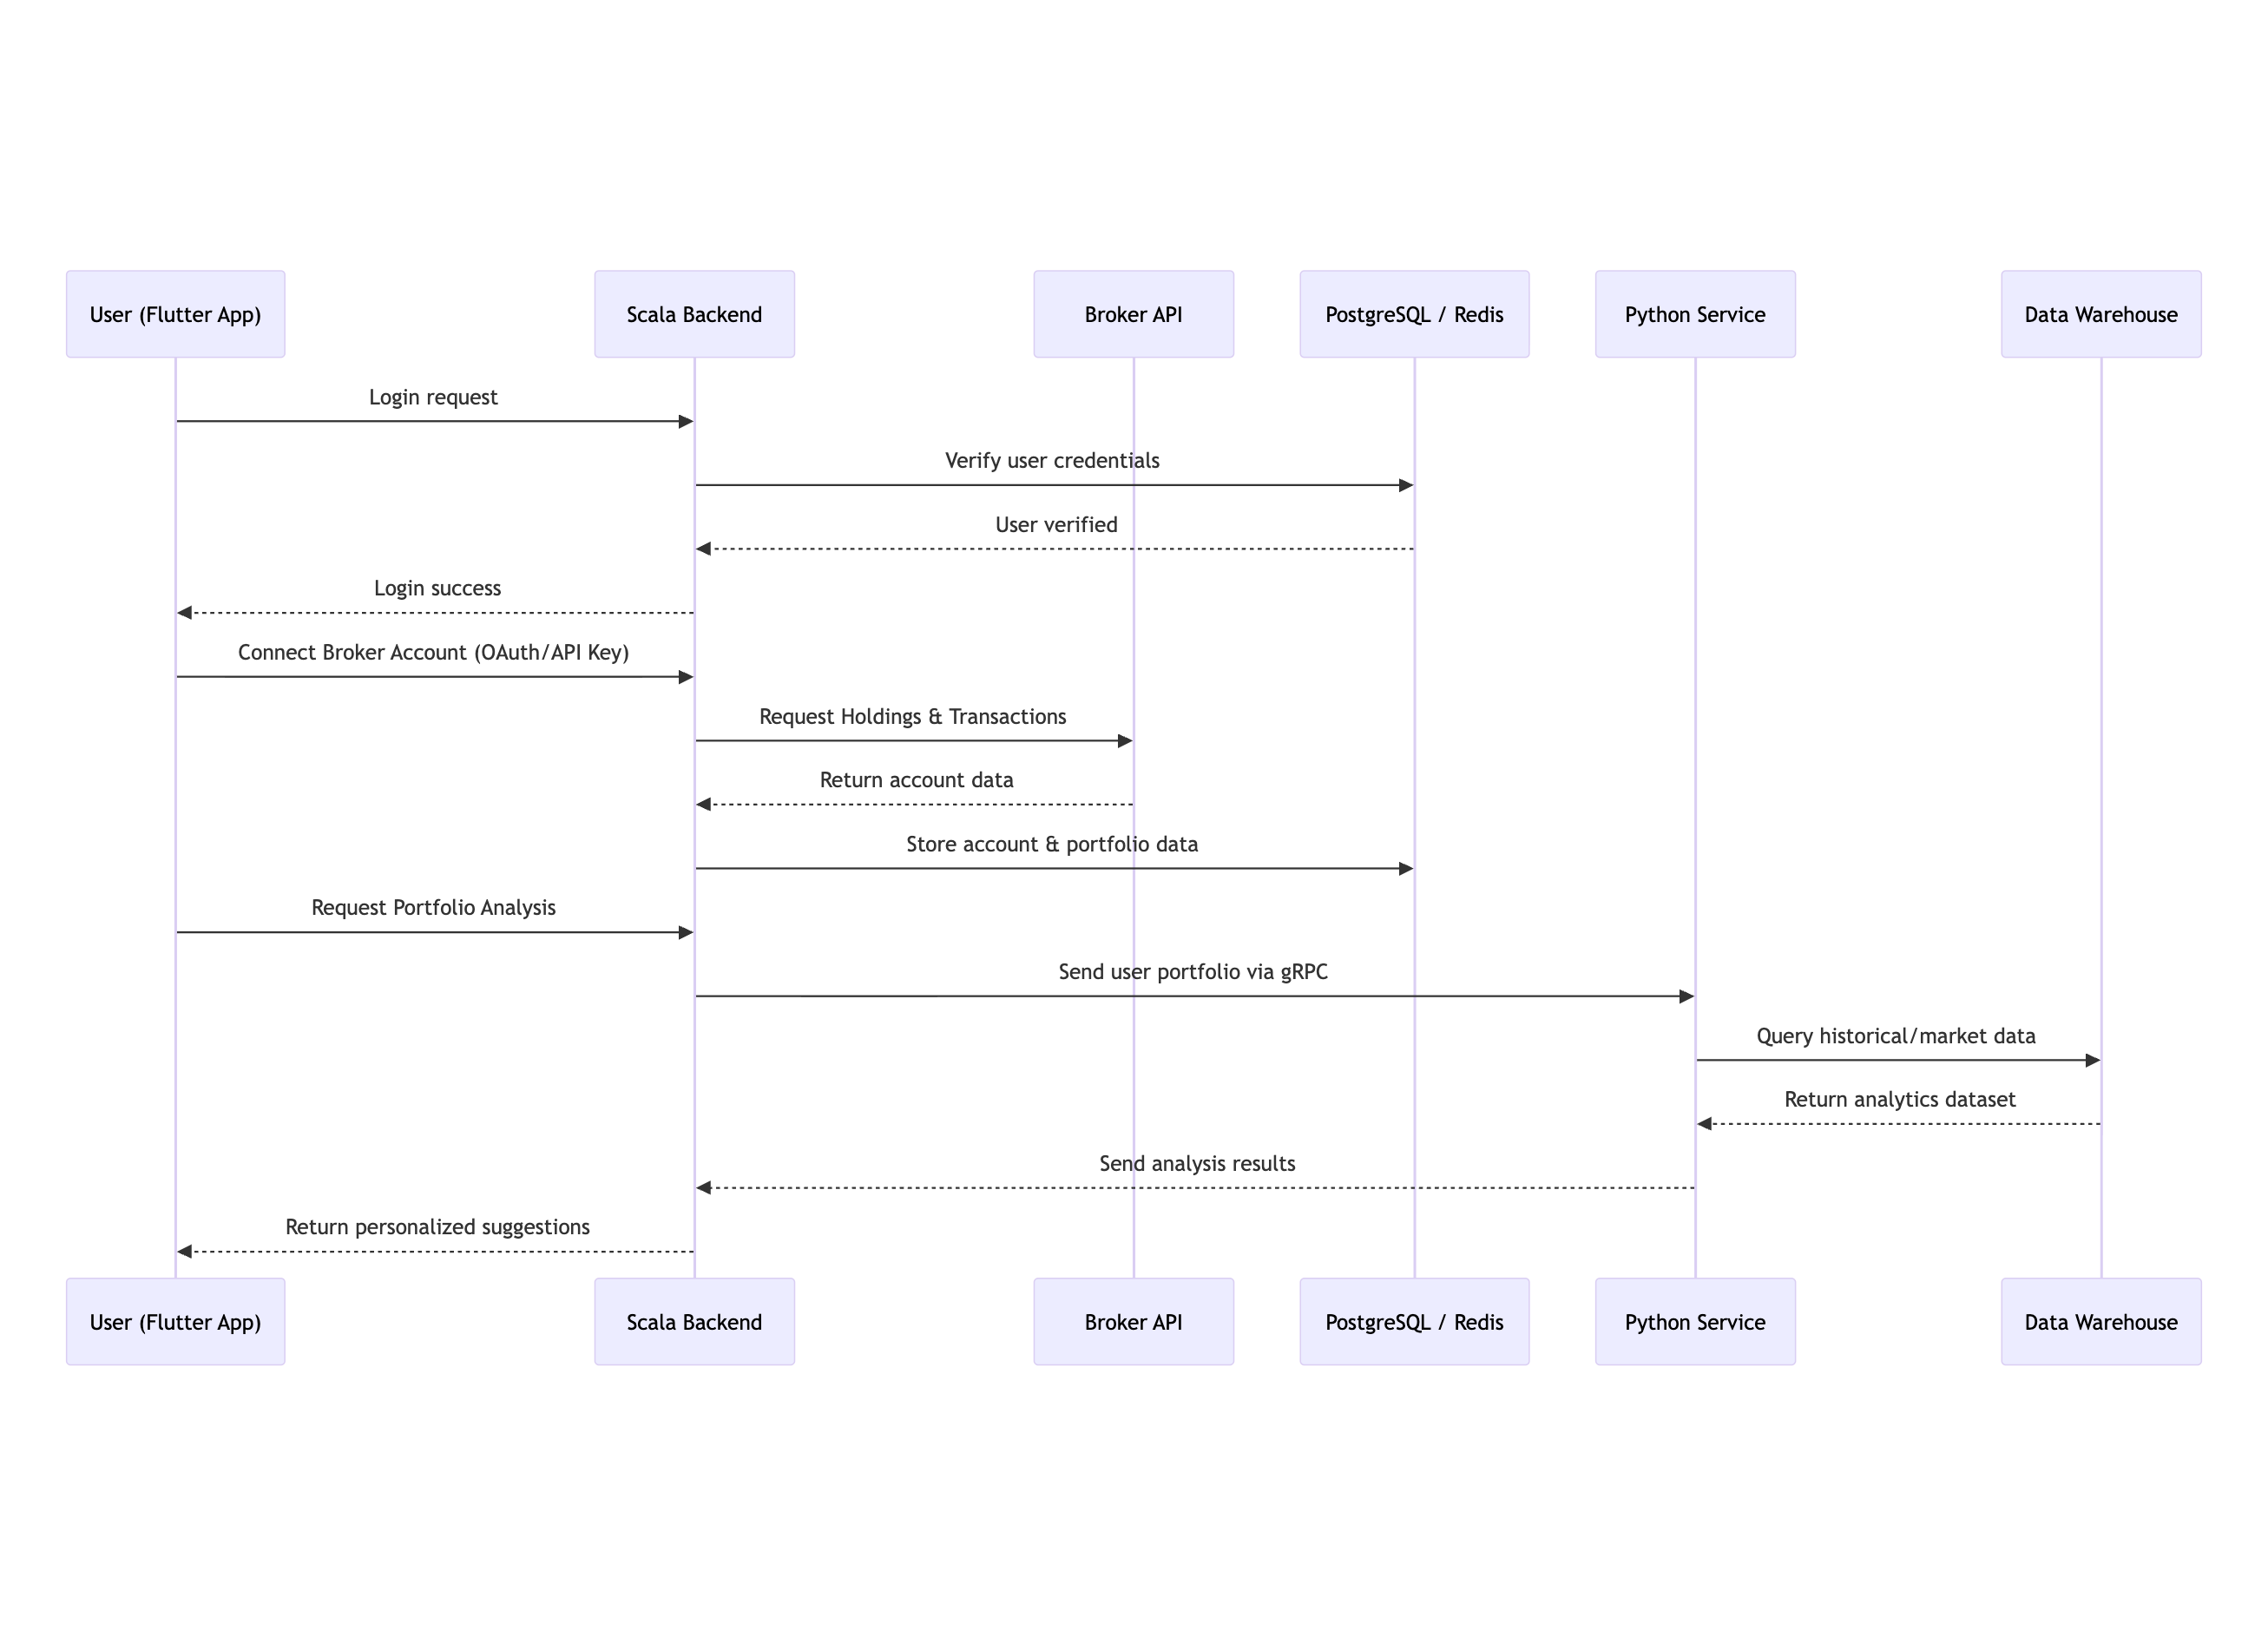 User (Flutter App)
Scala Backend
Broker API
PostgreSQL / Redis
Python Service
Data Warehouse
Login request
Verify user credentials
User verified
Login success
Connect Broker Account (OAuth/API Key)
Request Holdings & Transactions
Return account data
Store account & portfolio data
Request Portfolio Analysis
Send user portfolio via gRPC
Query historical/market data
Return analytics dataset
Send analysis results
Return personalized suggestions
User (Flutter App)
Scala Backend
Broker API
PostgreSQL / Redis
Python Service
Data Warehouse